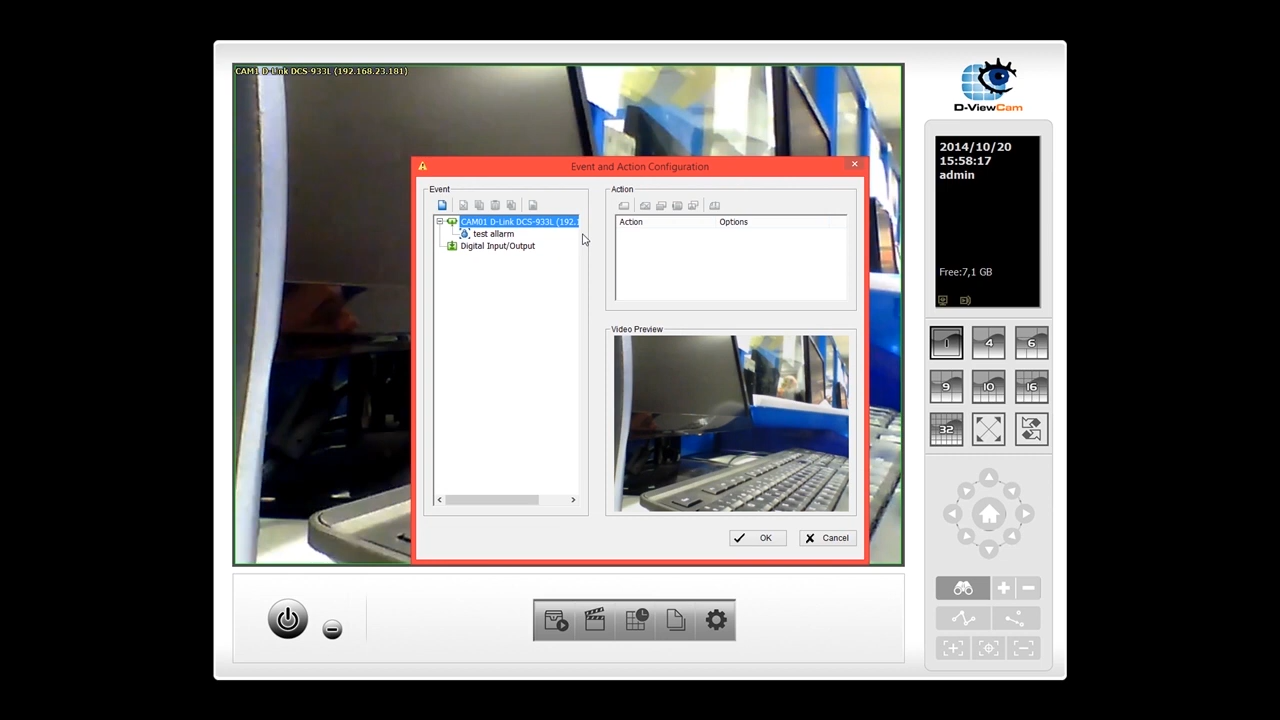 CAM1 D-Link DCS-933L (192.168.23.181)
D-ViewCam
2014/10/20
15:58:17
admin
Free:7,1 GB
Event and Action Configuration
Event
CAM01 D-Link DCS-933L (192.1
test allarm
Digital Input/Output
Action
Action Options
Video Preview
OK Cancel
1 4 6
9 10 16
32